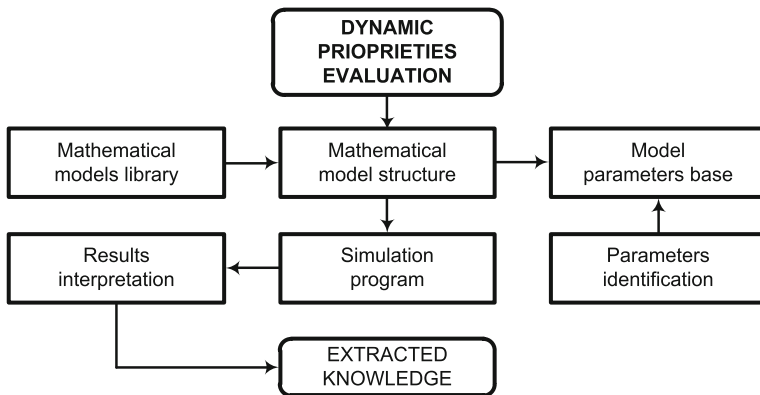 DYNAMIC
PRIOPRIETIES
EVALUATION
Mathematical
models library
Mathematical
model structure
Model
parameters base
Results
interpretation
Simulation
program
Parameters
identification
EXTRACTED
KNOWLEDGE